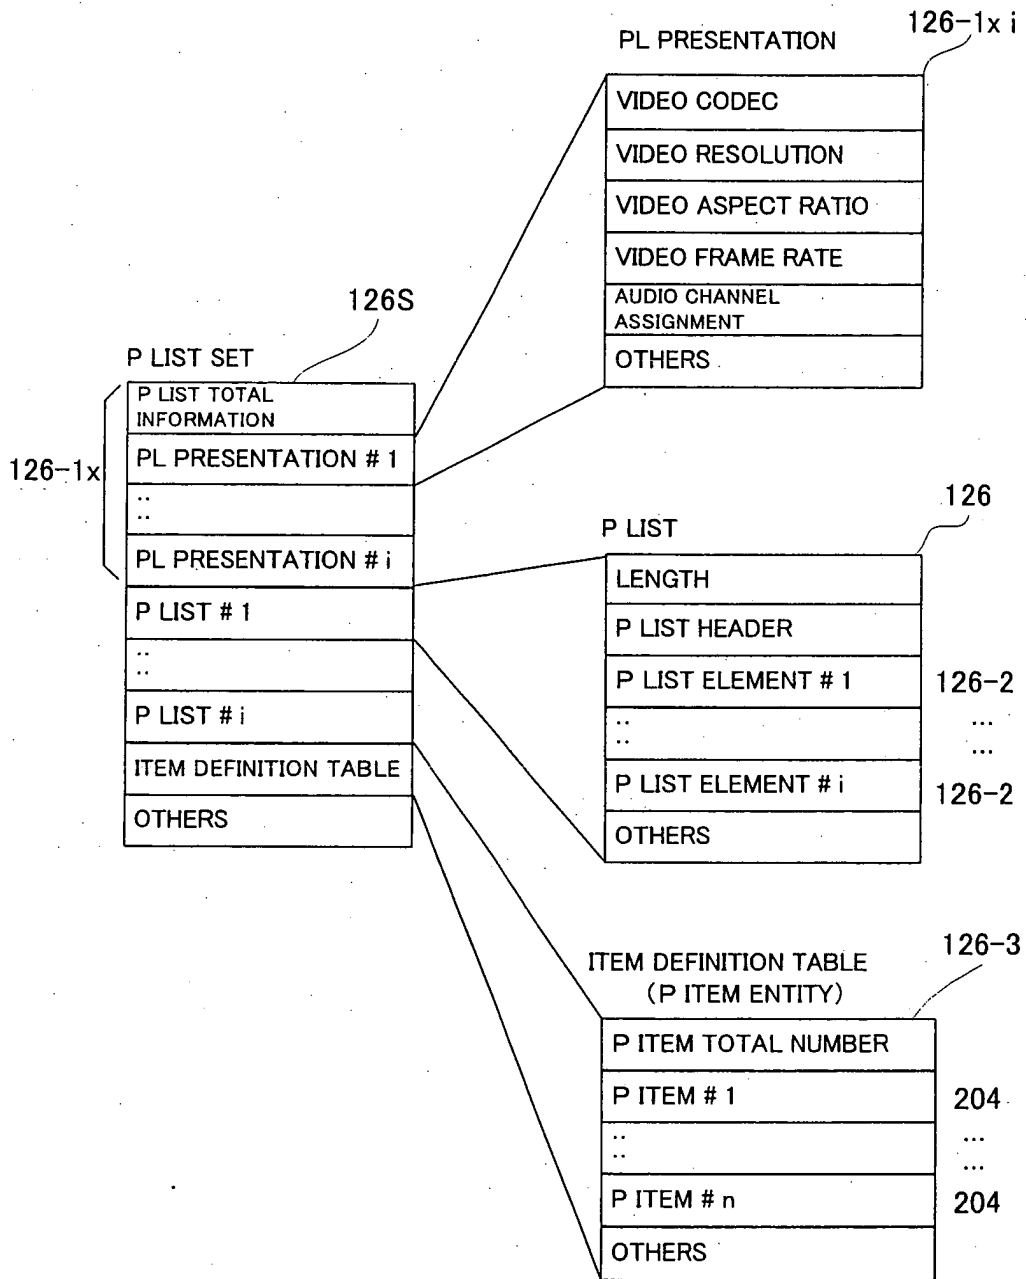 126-1x i
PL PRESENTATION
VIDEO CODEC
VIDEO RESOLUTION
VIDEO ASPECT RATIO
VIDEO FRAME RATE
AUDIO CHANNEL
ASSIGNMENT
OTHERS
126S
P LIST SET
P LIST TOTAL
INFORMATION
PL PRESENTATION # 1
::
PL PRESENTATION # i
P LIST # 1
::
P LIST # i
ITEM DEFINITION TABLE
OTHERS
126-1x
126
P LIST
LENGTH
P LIST HEADER
P LIST ELEMENT # 1 126-2
:: ...
...
P LIST ELEMENT # i 126-2
OTHERS
126-3
ITEM DEFINITION TABLE
(P ITEM ENTITY)
P ITEM TOTAL NUMBER
P ITEM # 1 204
:: ...
...
P ITEM # n 204
OTHERS